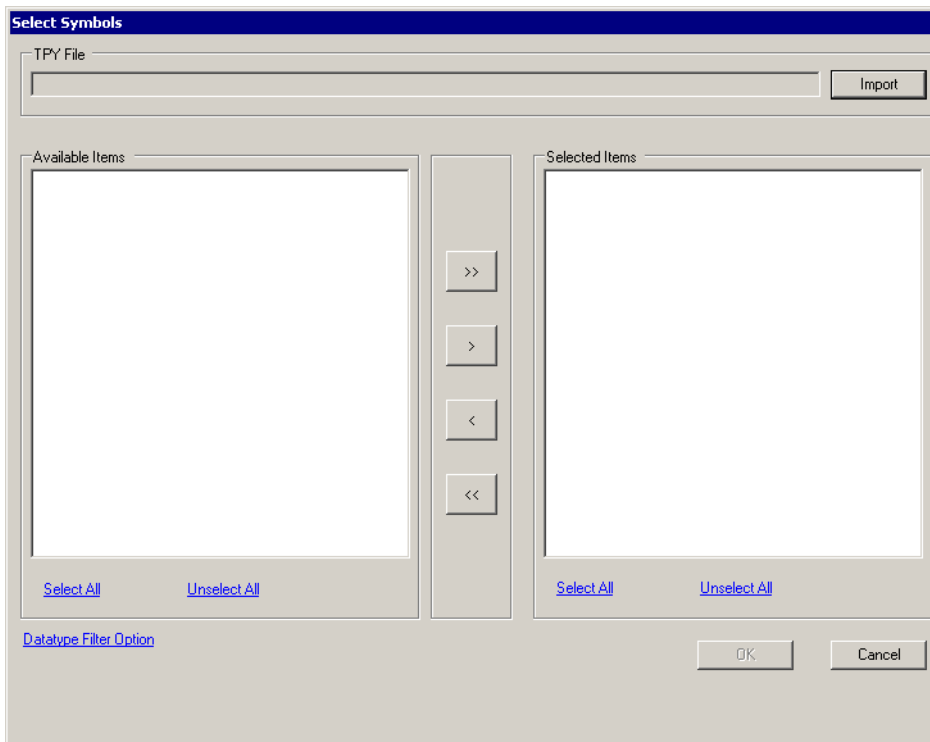 Select Symbols
TPY File
Import
Available Items
Selected Items
>>
>
<
<<
Select All
Unselect All
Select All
Unselect All
Datatype Filter Option
OK
Cancel